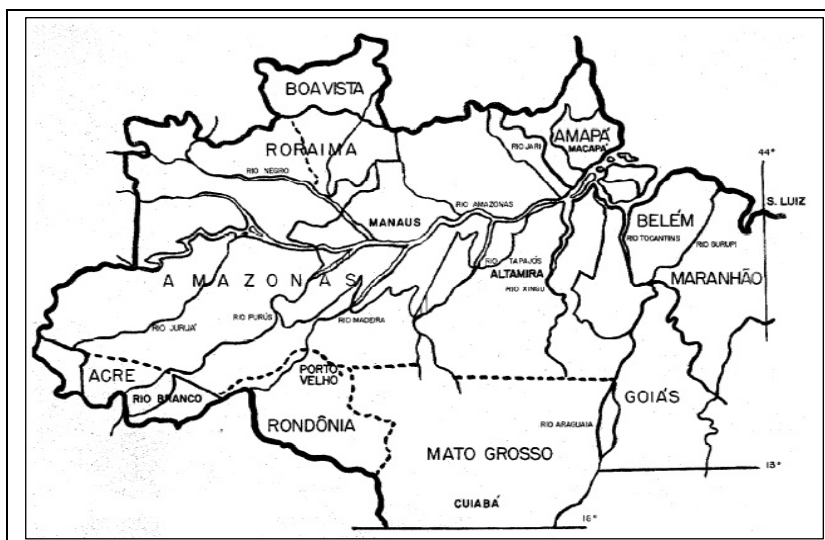 BOAVISTA
RORAIMA
RIO NEGRO
RIO JARI
AMAPÁ
MACAPÁ
44°
S. LUIZ
RIO AMAZONAS
MANAUS
BELÉM
RIO TOCANTINS
RIO GURUPI
MARANHÃO
RIO TAPAJÓS
ALTAMIRA
RIO XINGU
AMAZONAS
RIO JURUÁ
RIO PURÚS
RIO MADEIRA
ACRE
RIO BRANCO
PORTO
VELHO
RONDÔNIA
MATO GROSSO
CUIABÁ
RIO ARAGUAIA
GOIÁS
13°
16°